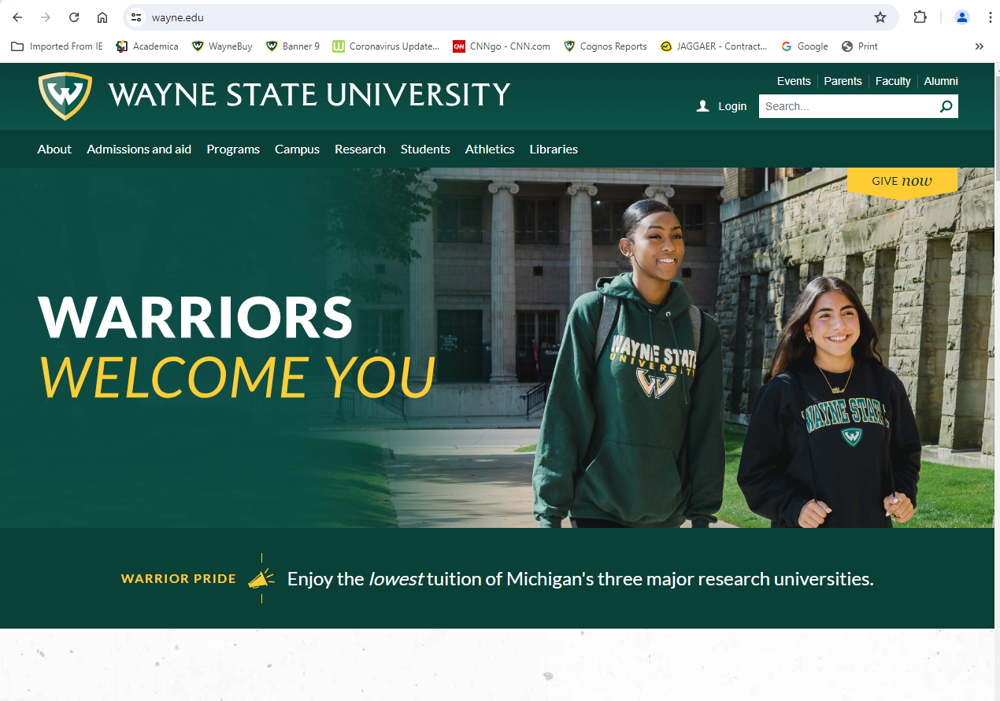 wayne.edu
Imported From IE Academica WayneBuy Banner 9 Coronavirus Update... CNN CNNgo - CNN.com Cognos Reports JAGGAER - Contract... Google Print
WAYNE STATE UNIVERSITY
Events Parents Faculty Alumni
Login Search...
About Admissions and aid Programs Campus Research Students Athletics Libraries
GIVE now
WARRIORS
WELCOME YOU
WAYNE STATE
UNIVERSITY
WAYNE STATE
WARRIOR PRIDE Enjoy the lowest tuition of Michigan's three major research universities.